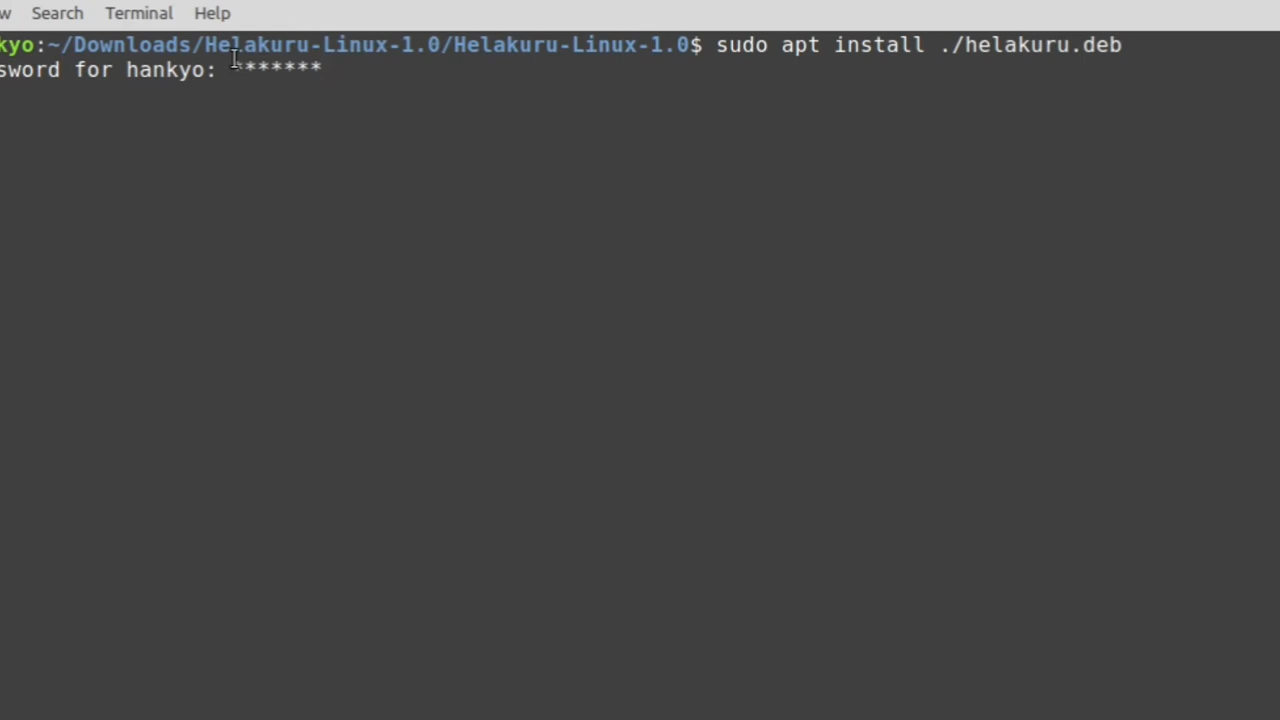 w Search Terminal Help
kyo:~/Downloads/Helakuru-Linux-1.0/Helakuru-Linux-1.0$ sudo apt install ./helakuru.deb
sword for hankyo: *******